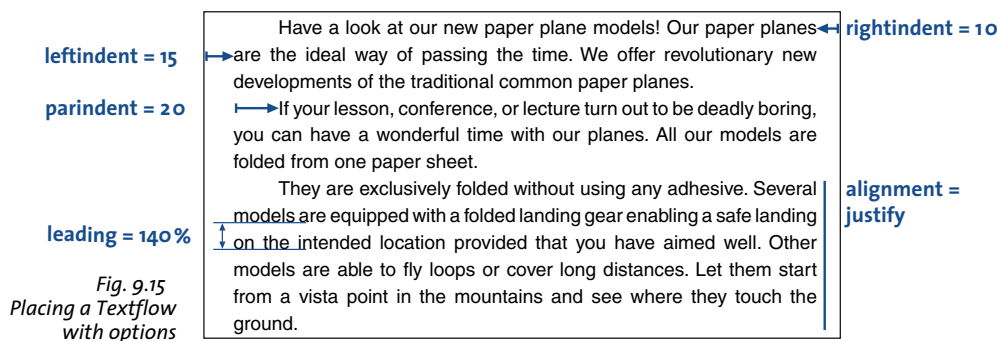 Have a look at our new paper plane models! Our paper planes
rightindent = 10
leftindent = 15
are the ideal way of passing the time. We offer revolutionary new
developments of the traditional common paper planes.
parindent = 20
If your lesson, conference, or lecture turn out to be deadly boring,
you can have a wonderful time with our planes. All our models are
folded from one paper sheet.
They are exclusively folded without using any adhesive. Several
alignment =
justify
models are equipped with a folded landing gear enabling a safe landing
leading = 140%
on the intended location provided that you have aimed well. Other
models are able to fly loops or cover long distances. Let them start
from a vista point in the mountains and see where they touch the
ground.
Fig. 9.15
Placing a Textflow
with options